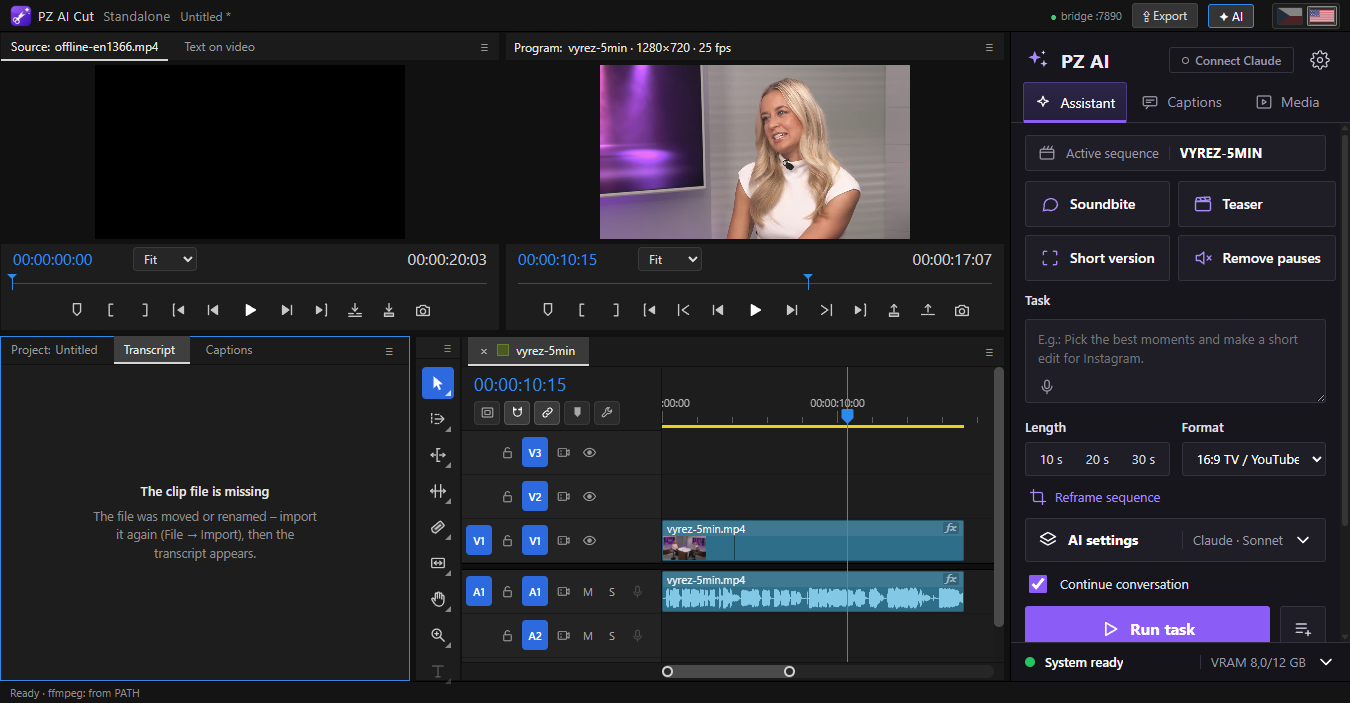 PZ AI Cut Standalone Untitled *
bridge :7890
Export
AI
Source: offline-en1366.mp4
Text on video
Program: vyrez-5min · 1280×720 · 25 fps
00:00:00:00
Fit
00:00:20:03
00:00:10:15
Fit
00:00:17:07
Project: Untitled
Transcript
Captions
The clip file is missing
The file was moved or renamed – import
it again (File → Import), then the
transcript appears.
vyrez-5min
00:00:10:15
:00:00
00:00:10:00
V3
V2
V1
V1
vyrez-5min.mp4
fx
A1
A1
M
S
vyrez-5min.mp4
fx
A2
M
S
PZ AI
Connect Claude
Assistant
Captions
Media
Active sequence
VYREZ-5MIN
Soundbite
Teaser
Short version
Remove pauses
Task
E.g.: Pick the best moments and make a short
edit for Instagram.
Length
Format
10 s
20 s
30 s
16:9 TV / YouTube
Reframe sequence
AI settings
Claude · Sonnet
Continue conversation
Run task
System ready
VRAM 8,0/12 GB
Ready · ffmpeg: from PATH